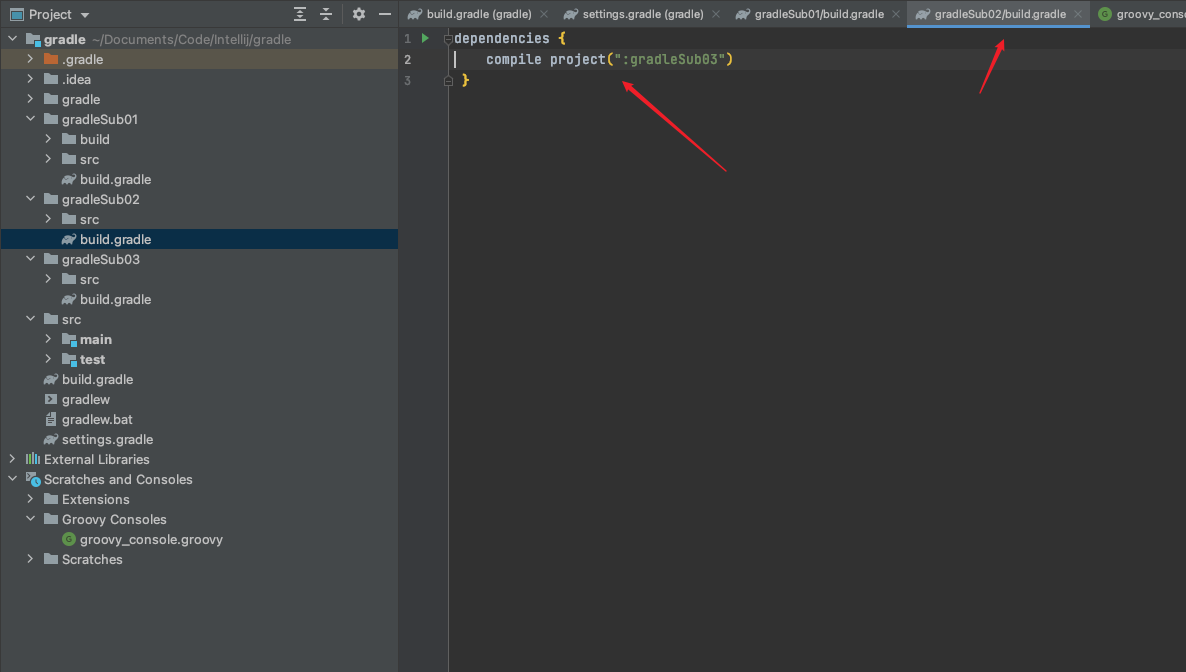 Project
build.gradle (gradle)
settings.gradle (gradle)
gradleSub01/build.gradle
gradleSub02/build.gradle
groovy_conso
gradle ~/Documents/Code/Intellij/gradle
.gradle
.idea
gradle
gradleSub01
build
src
build.gradle
gradleSub02
src
build.gradle
gradleSub03
src
build.gradle
src
main
test
build.gradle
gradlew
gradlew.bat
settings.gradle
External Libraries
Scratches and Consoles
Extensions
Groovy Consoles
groovy_console.groovy
Scratches
1 dependencies {
2 compile project(":gradleSub03")
3 }